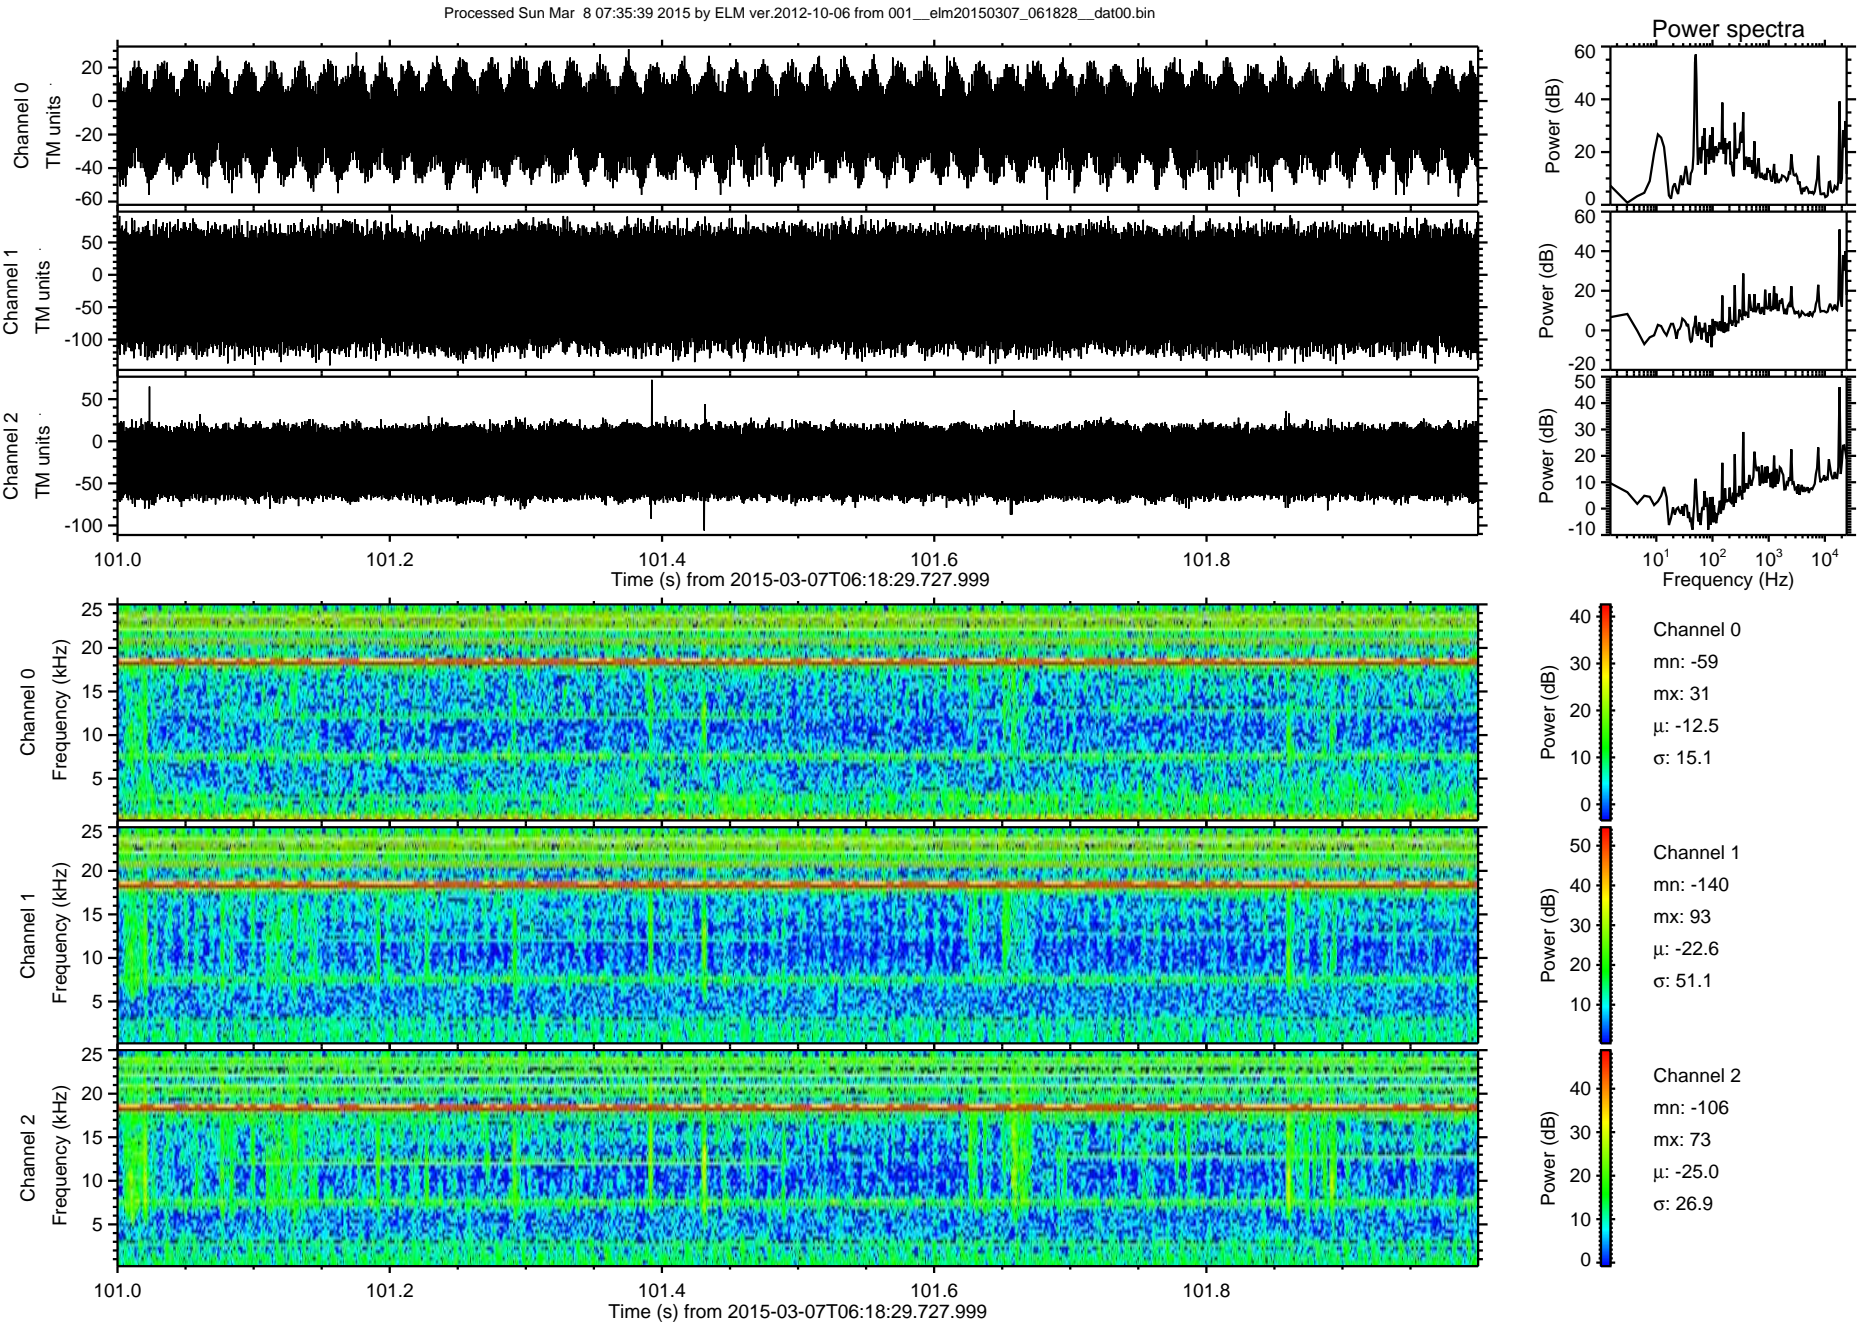 Processed Sun Mar  8 07:35:39 2015 by ELM ver.2012-10-06 from 001__elm20150307_061828__dat00.bin
Power spectra
Channel 0
TM units
20
0
-20
-40
-60
Power (dB)
60
40
20
0
Channel 1
TM units
50
0
-50
-100
Power (dB)
60
40
20
0
-20
Channel 2
TM units
50
0
-50
-100
Power (dB)
50
40
30
20
10
0
-10
101.0 101.2 101.4 101.6 101.8
Time (s) from 2015-03-07T06:18:29.727.999
10^1 10^2 10^3 10^4
Frequency (Hz)
Channel 0
Frequency (kHz)
25
20
15
10
5
Power (dB)
40
30
20
10
0
Channel 0
mn: -59
mx: 31
μ: -12.5
σ: 15.1
Channel 1
Frequency (kHz)
25
20
15
10
5
Power (dB)
50
40
30
20
10
Channel 1
mn: -140
mx: 93
μ: -22.6
σ: 51.1
Channel 2
Frequency (kHz)
25
20
15
10
5
Power (dB)
40
30
20
10
0
Channel 2
mn: -106
mx: 73
μ: -25.0
σ: 26.9
101.0 101.2 101.4 101.6 101.8
Time (s) from 2015-03-07T06:18:29.727.999